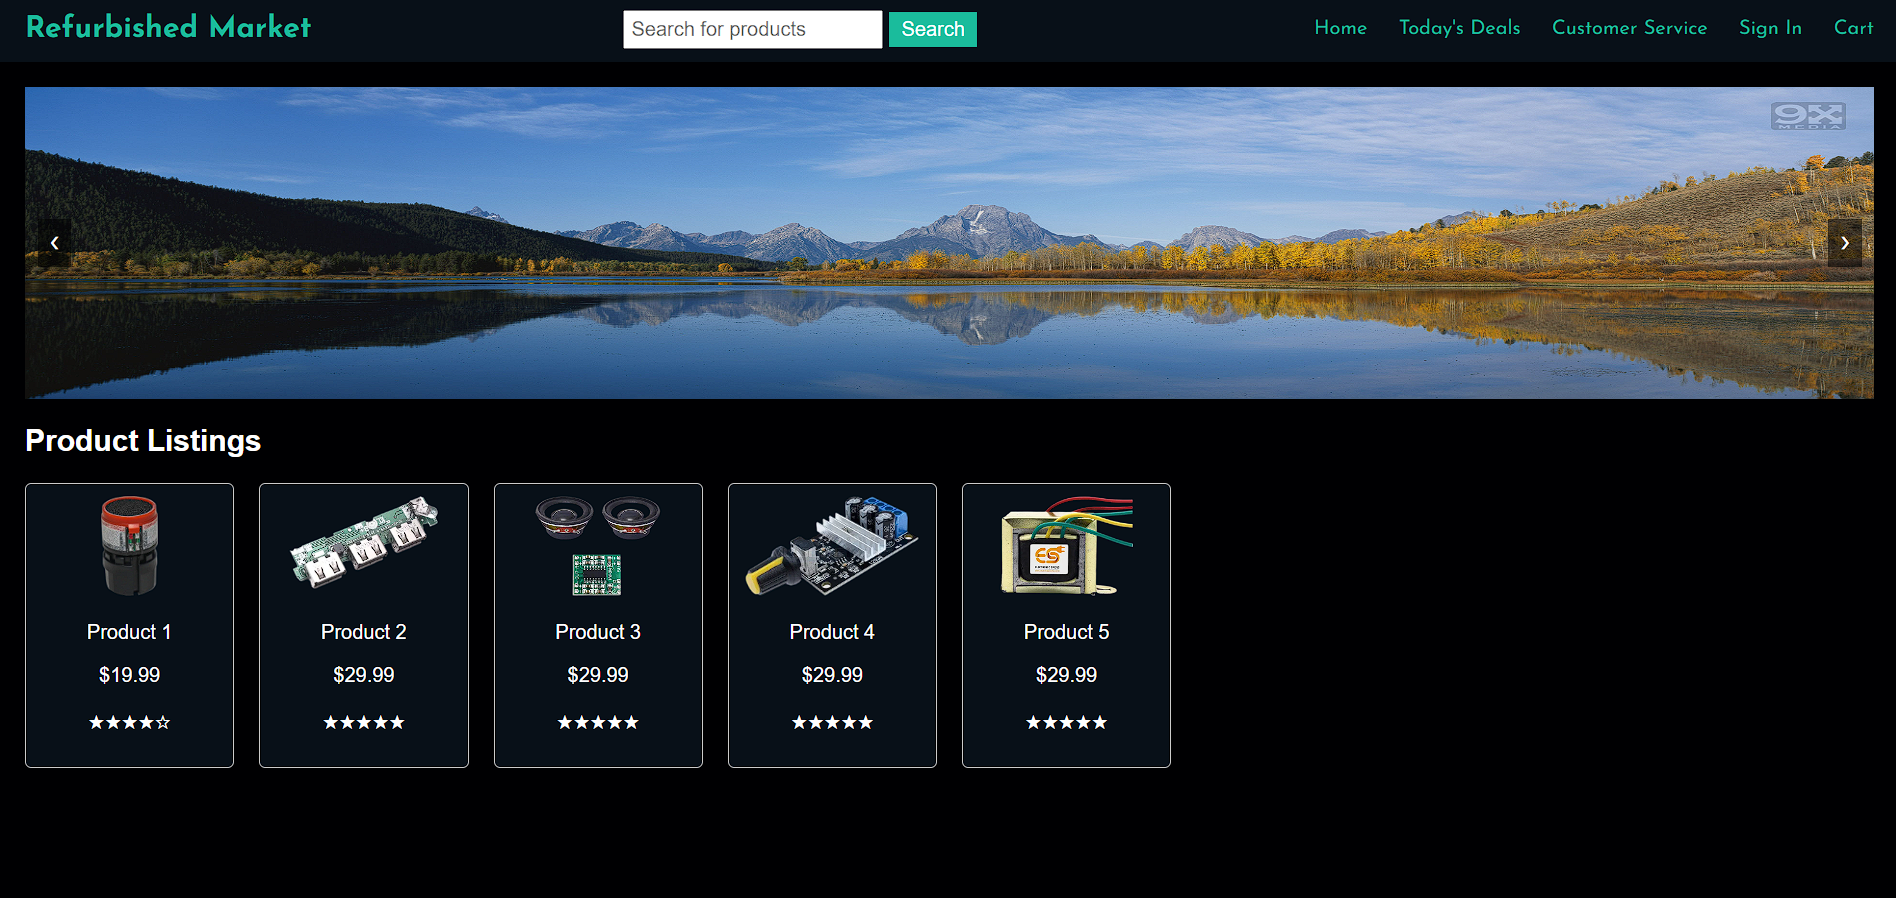 Refurbished Market
Search for products
Search
Home
Today's Deals
Customer Service
Sign In
Cart
9X
MEDIA
‹
›
Product Listings
Product 1
$19.99
★★★★☆
Product 2
$29.99
★★★★★
Product 3
$29.99
★★★★★
Product 4
$29.99
★★★★★
ES
Product 5
$29.99
★★★★★